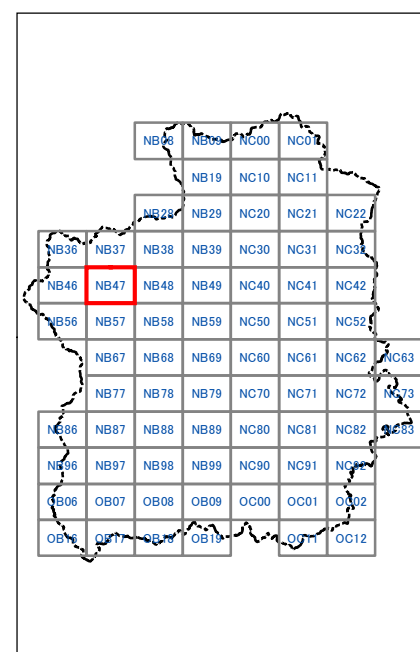 NB08 NB09 NC00 NC01
NB19 NC10 NC11
NB28 NB29 NC20 NC21 NC22
NB36 NB37 NB38 NB39 NC30 NC31 NC32
NB46 NB47 NB48 NB49 NC40 NC41 NC42
NB56 NB57 NB58 NB59 NC50 NC51 NC52
NB67 NB68 NB69 NC60 NC61 NC62 NC63
NB77 NB78 NB79 NC70 NC71 NC72 NC73
NB86 NB87 NB88 NB89 NC80 NC81 NC82 NC83
NB96 NB97 NB98 NB99 NC90 NC91 NC92
OB06 OB07 OB08 OB09 OC00 OC01 OC02
OB16 OB17 OB18 OB19 OC11 OC12